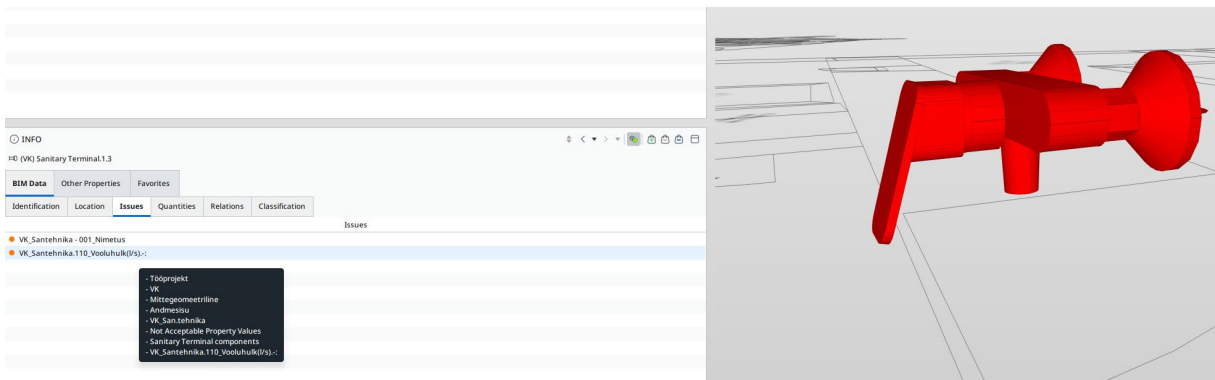 INFO
(VK) Sanitary Terminal.1.3
BIM Data Other Properties Favorites
Identification Location Issues Quantities Relations Classification
Issues
VK_Santehnika - 001_Nimetus
VK_Santehnika.110_Vooluhulk(l/s).-:
- Tööprojekt
- VK
- Mittegeomeetriline
- Andmesisu
- VK_San.tehnika
- Not Acceptable Property Values
- Sanitary Terminal components
- VK_Santehnika.110_Vooluhulk(l/s).-: